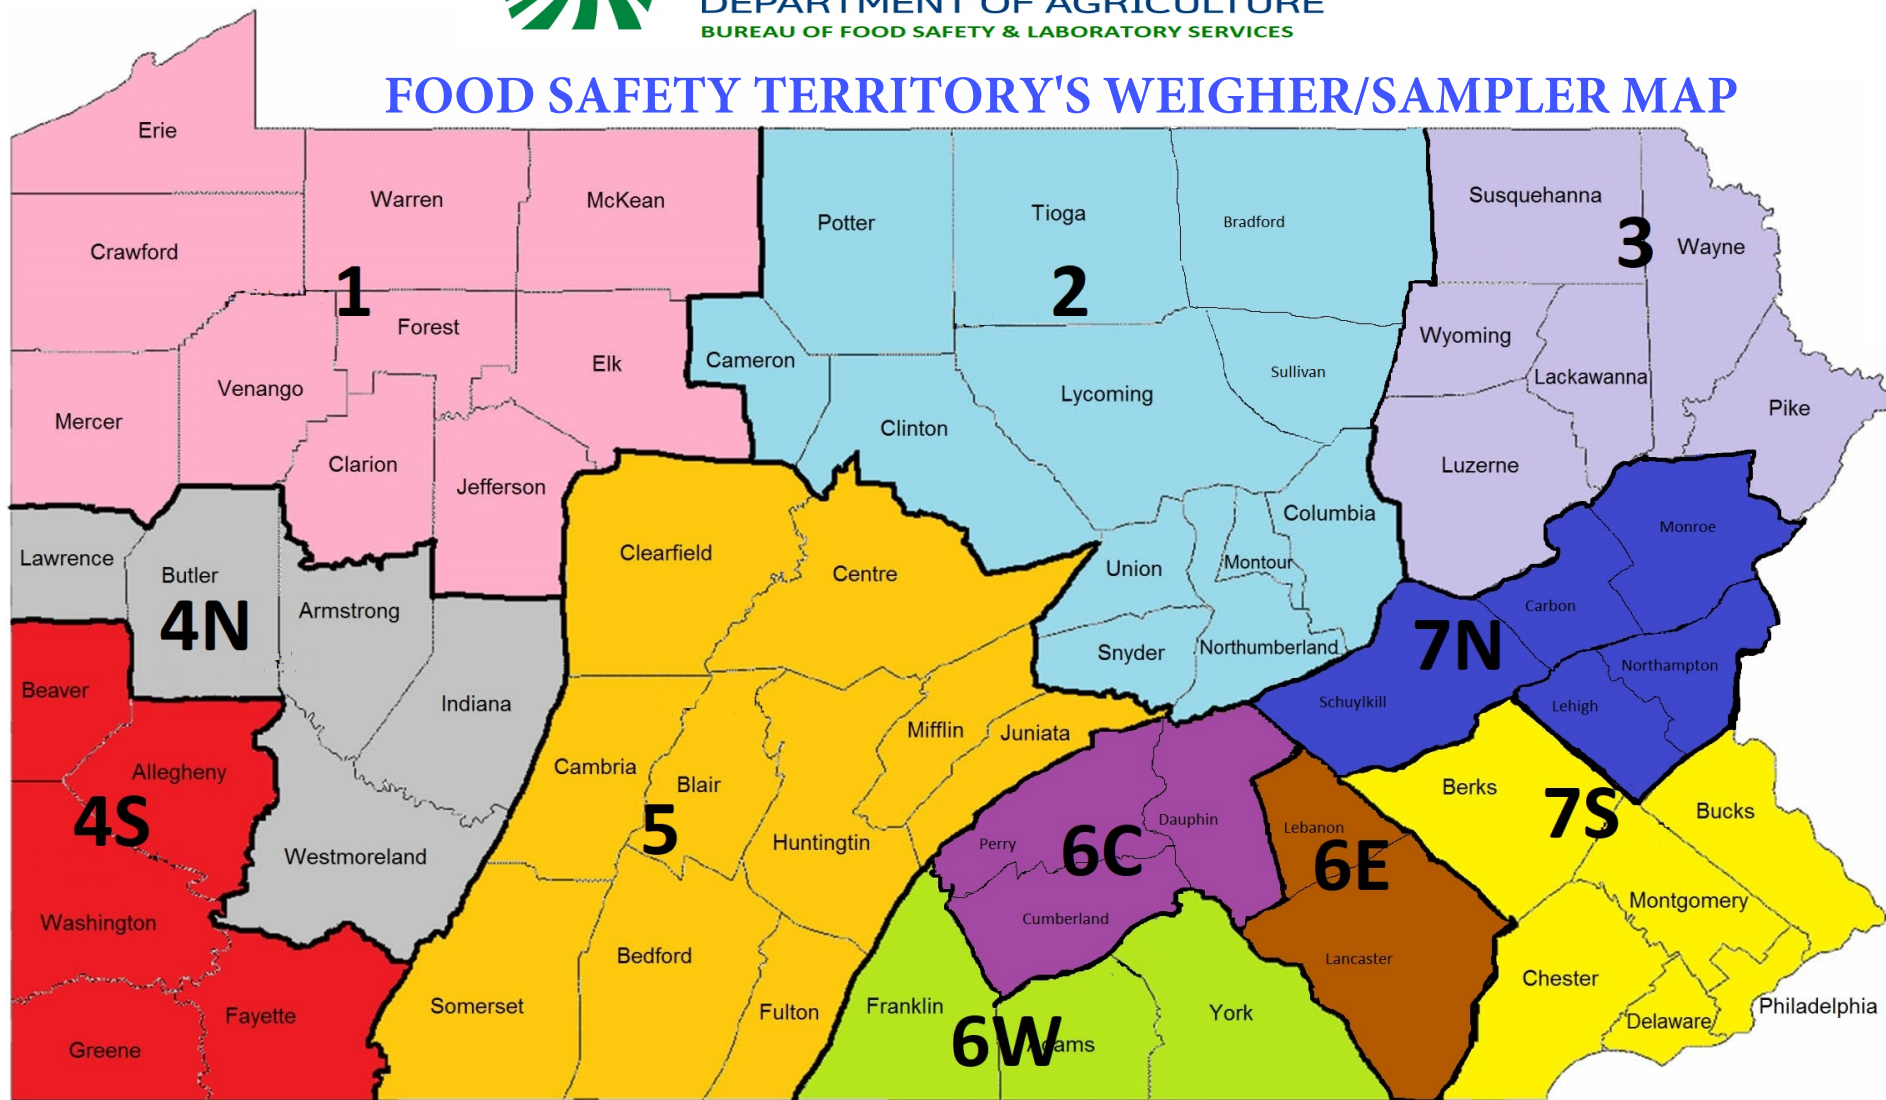 DEPARTMENT OF AGRICULTURE
BUREAU OF FOOD SAFETY & LABORATORY SERVICES
FOOD SAFETY TERRITORY'S WEIGHER/SAMPLER MAP
Erie
Warren
McKean
Crawford
1
Forest
Elk
Venango
Mercer
Clarion
Jefferson
Potter
Tioga
Bradford
2
Cameron
Sullivan
Lycoming
Clinton
Columbia
Union
Montour
Snyder
Northumberland
Susquehanna
3
Wayne
Wyoming
Lackawanna
Pike
Luzerne
Lawrence
Butler
4N
Armstrong
Indiana
Westmoreland
Beaver
Allegheny
4S
Washington
Fayette
Greene
Clearfield
Centre
Mifflin
Juniata
Cambria
Blair
5
Huntingtin
Bedford
Somerset
Fulton
Monroe
Carbon
7N
Northampton
Schuylkill
Lehigh
Perry
Dauphin
6C
Cumberland
Lebanon
6E
Lancaster
Berks
7S
Bucks
Montgomery
Chester
Philadelphia
Delaware
Franklin
York
6W
Adams